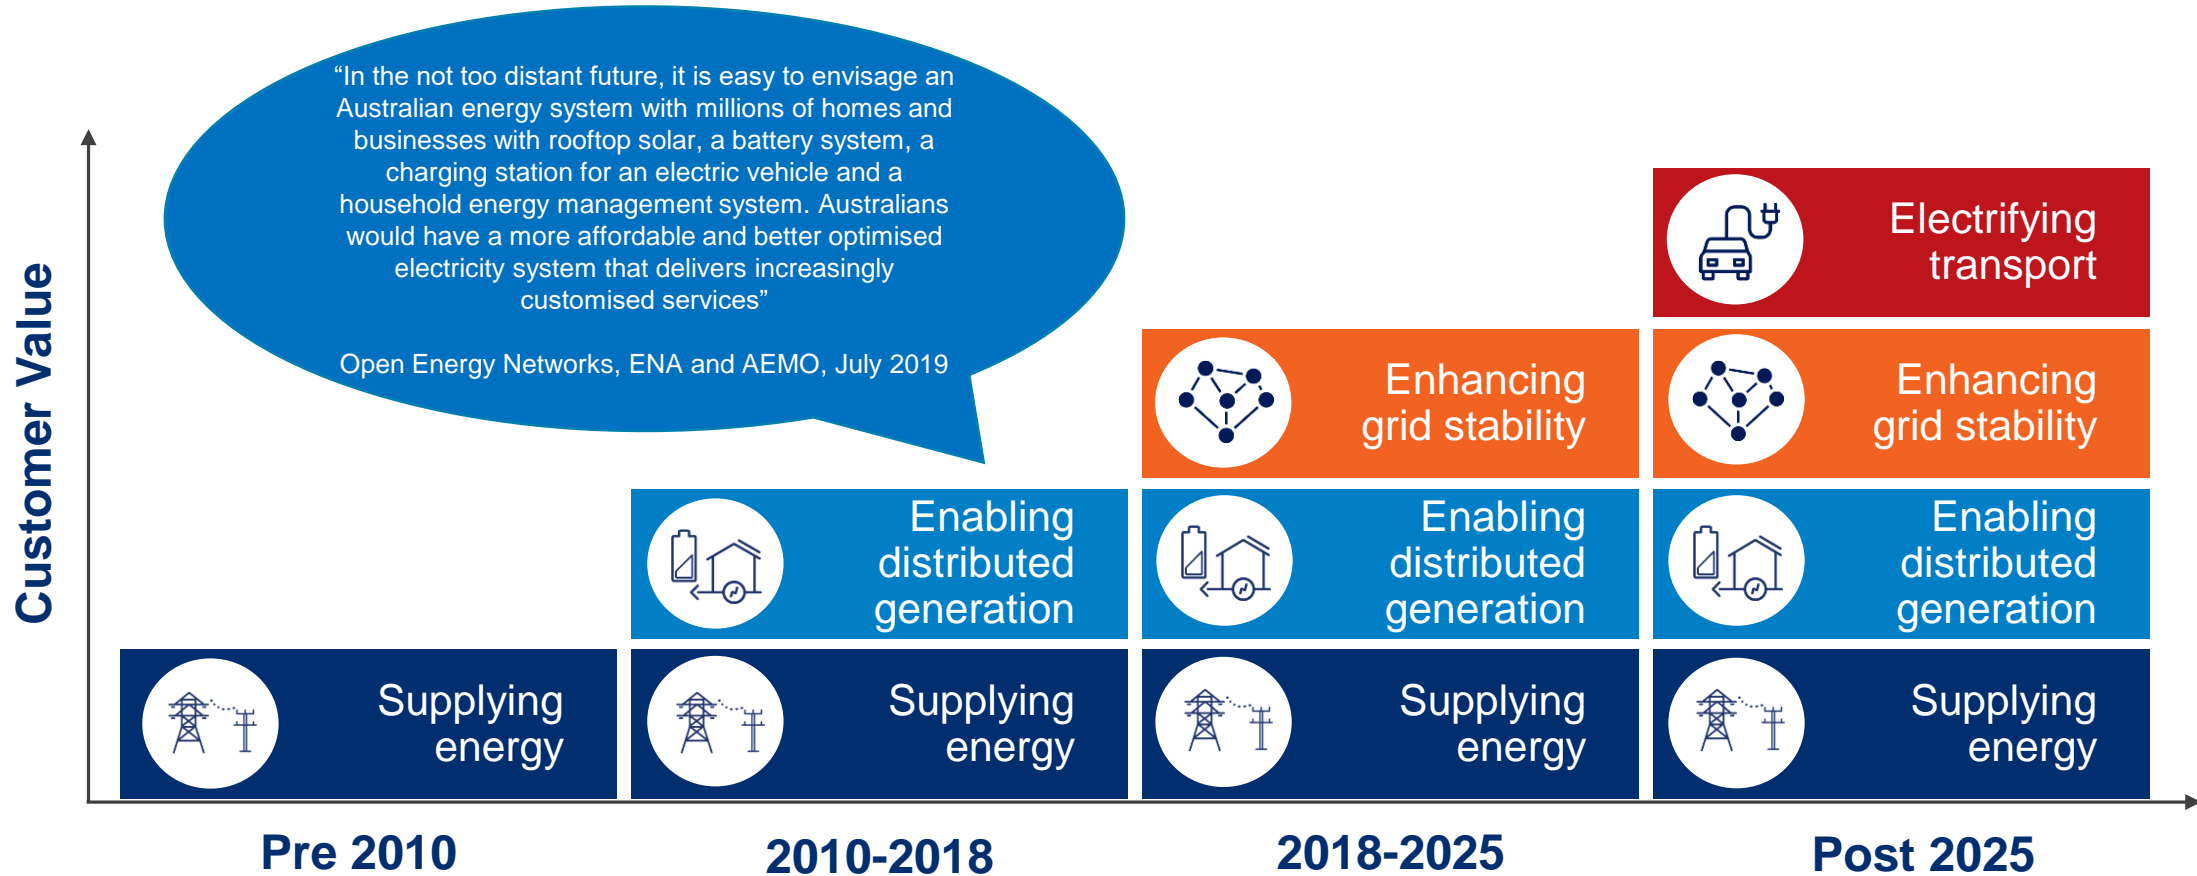 “In the not too distant future, it is easy to envisage an
Australian energy system with millions of homes and
businesses with rooftop solar, a battery system, a
charging station for an electric vehicle and a
household energy management system. Australians
would have a more affordable and better optimised
electricity system that delivers increasingly
customised services”
Open Energy Networks, ENA and AEMO, July 2019
Customer Value
Electrifying
transport
Enhancing
grid stability
Enhancing
grid stability
Enabling
distributed
generation
Enabling
distributed
generation
Enabling
distributed
generation
Supplying
energy
Supplying
energy
Supplying
energy
Supplying
energy
Pre 2010
2010-2018
2018-2025
Post 2025